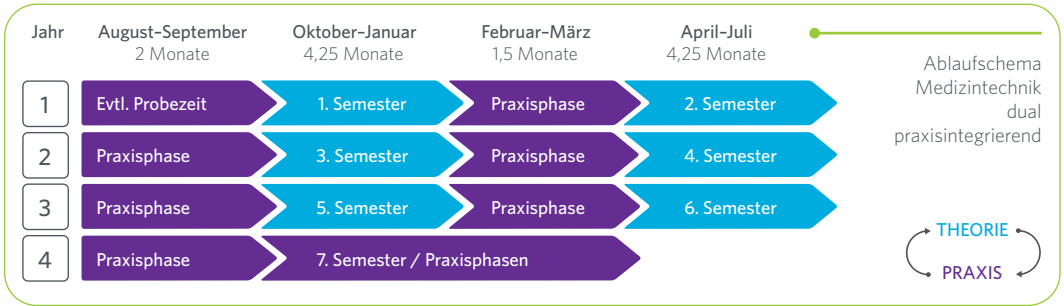 Jahr August–September Oktober–Januar Februar–März April–Juli
2 Monate 4,25 Monate 1,5 Monate 4,25 Monate
1 Evtl. Probezeit 1. Semester Praxisphase 2. Semester
2 Praxisphase 3. Semester Praxisphase 4. Semester
3 Praxisphase 5. Semester Praxisphase 6. Semester
4 Praxisphase 7. Semester / Praxisphasen
Ablaufschema
Medizintechnik
dual
praxisintegrierend
THEORIE
PRAXIS